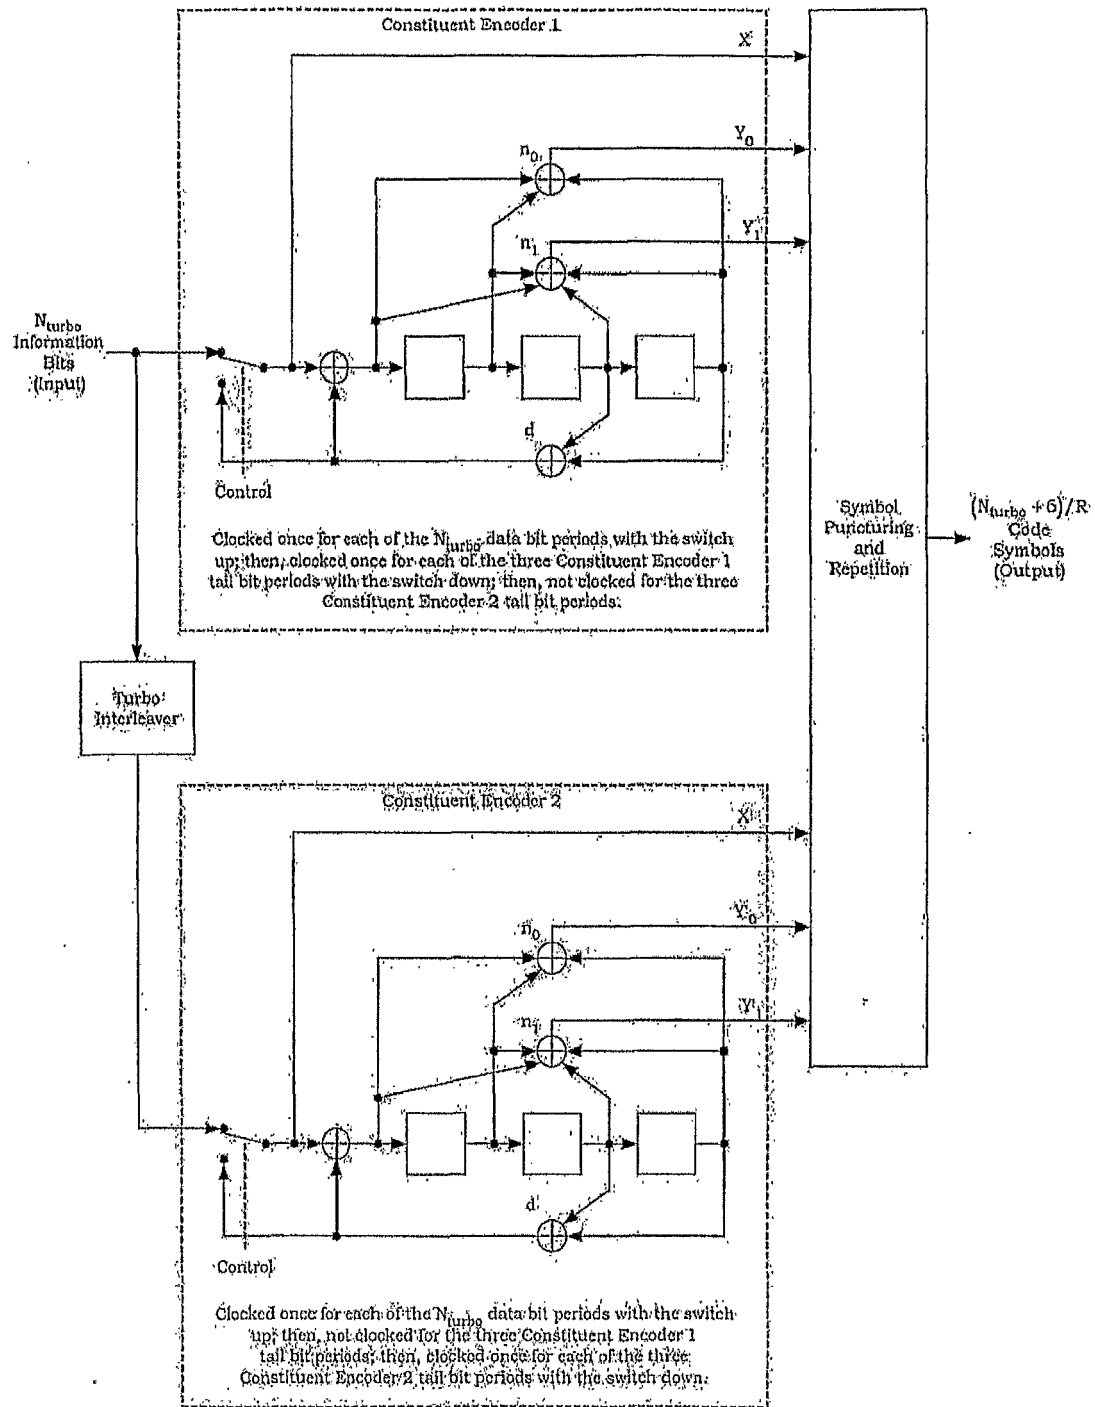 Constituent Encoder 1
X
Y0
n0
Y1
n1
Nturbo
Information
Bits
(Input)
d
Control
Clocked once for each of the Nturbo data bit periods with the switch
up; then, clocked once for each of the three Constituent Encoder 1
tail bit periods with the switch down; then, not clocked for the three
Constituent Encoder 2 tail bit periods.
Symbol
Puncturing
and
Repetition
(Nturbo + 6)/R
Code
Symbols
(Output)
Turbo
Interleaver
Constituent Encoder 2
X'
Y'0
n0
Y'1
n1
d
Control
Clocked once for each of the Nturbo data bit periods with the switch
up; then, not clocked for the three Constituent Encoder 1
tail bit periods; then, clocked once for each of the three
Constituent Encoder 2 tail bit periods with the switch down.